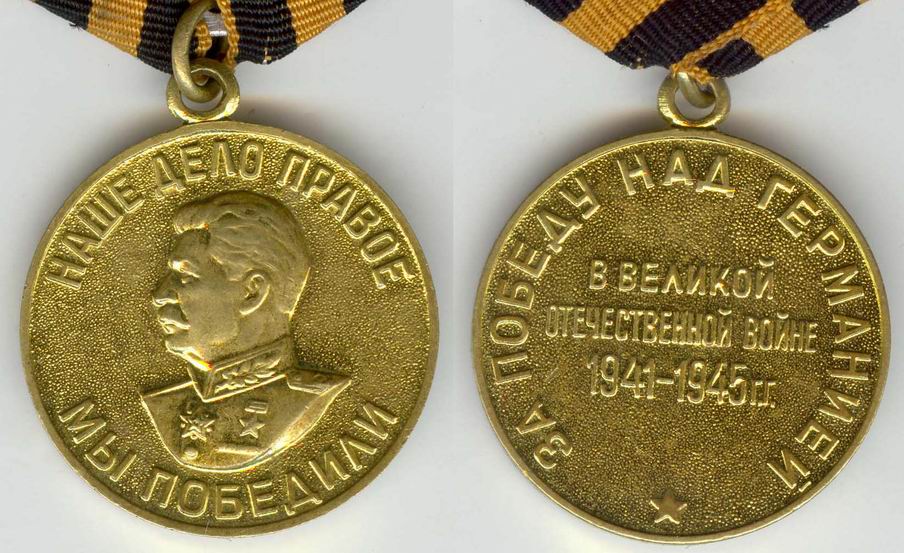 НАШЕ ДЕЛО ПРАВОЕ
МЫ ПОБЕДИЛИ
ЗА ПОБЕДУ НАД ГЕРМАНИЕЙ
В ВЕЛИКОЙ
ОТЕЧЕСТВЕННОЙ ВОЙНЕ
1941-1945 гг.